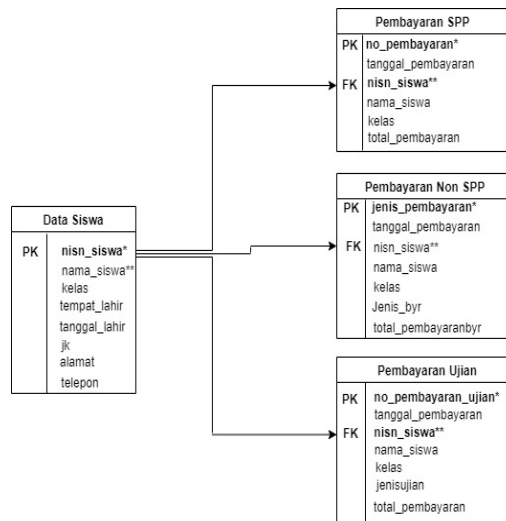 Data Siswa
PK nisn_siswa*
nama_siswa**
kelas
tempat_lahir
tanggal_lahir
jk
alamat
telepon
Pembayaran SPP
PK no_pembayaran*
tanggal_pembayaran
FK nisn_siswa**
nama_siswa
kelas
total_pembayaran
Pembayaran Non SPP
PK jenis_pembayaran*
tanggal_pembayaran
FK nisn_siswa**
nama_siswa
kelas
Jenis_byr
total_pembayaranbyr
Pembayaran Ujian
PK no_pembayaran_ujian*
tanggal_pembayaran
FK nisn_siswa**
nama_siswa
kelas
jenisujian
total_pembayaran